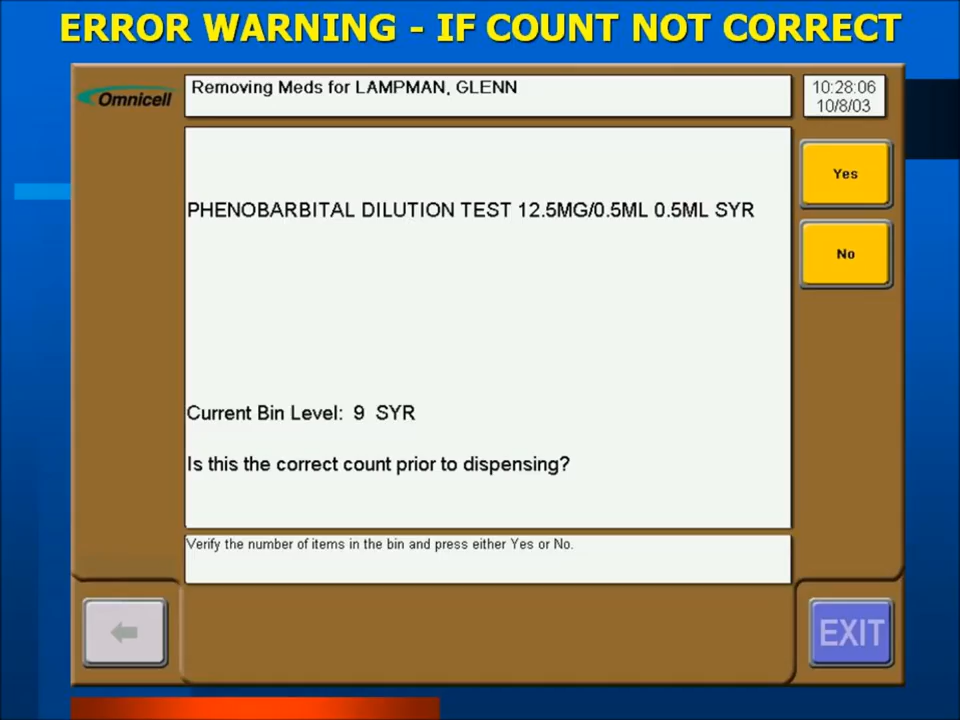 ERROR WARNING - IF COUNT NOT CORRECT
Omnicell
Removing Meds for LAMPMAN, GLENN
10:28:06
10/8/03
Yes
PHENOBARBITAL DILUTION TEST 12.5MG/0.5ML 0.5ML SYR
No
Current Bin Level: 9 SYR
Is this the correct count prior to dispensing?
Verify the number of items in the bin and press either Yes or No.
EXIT